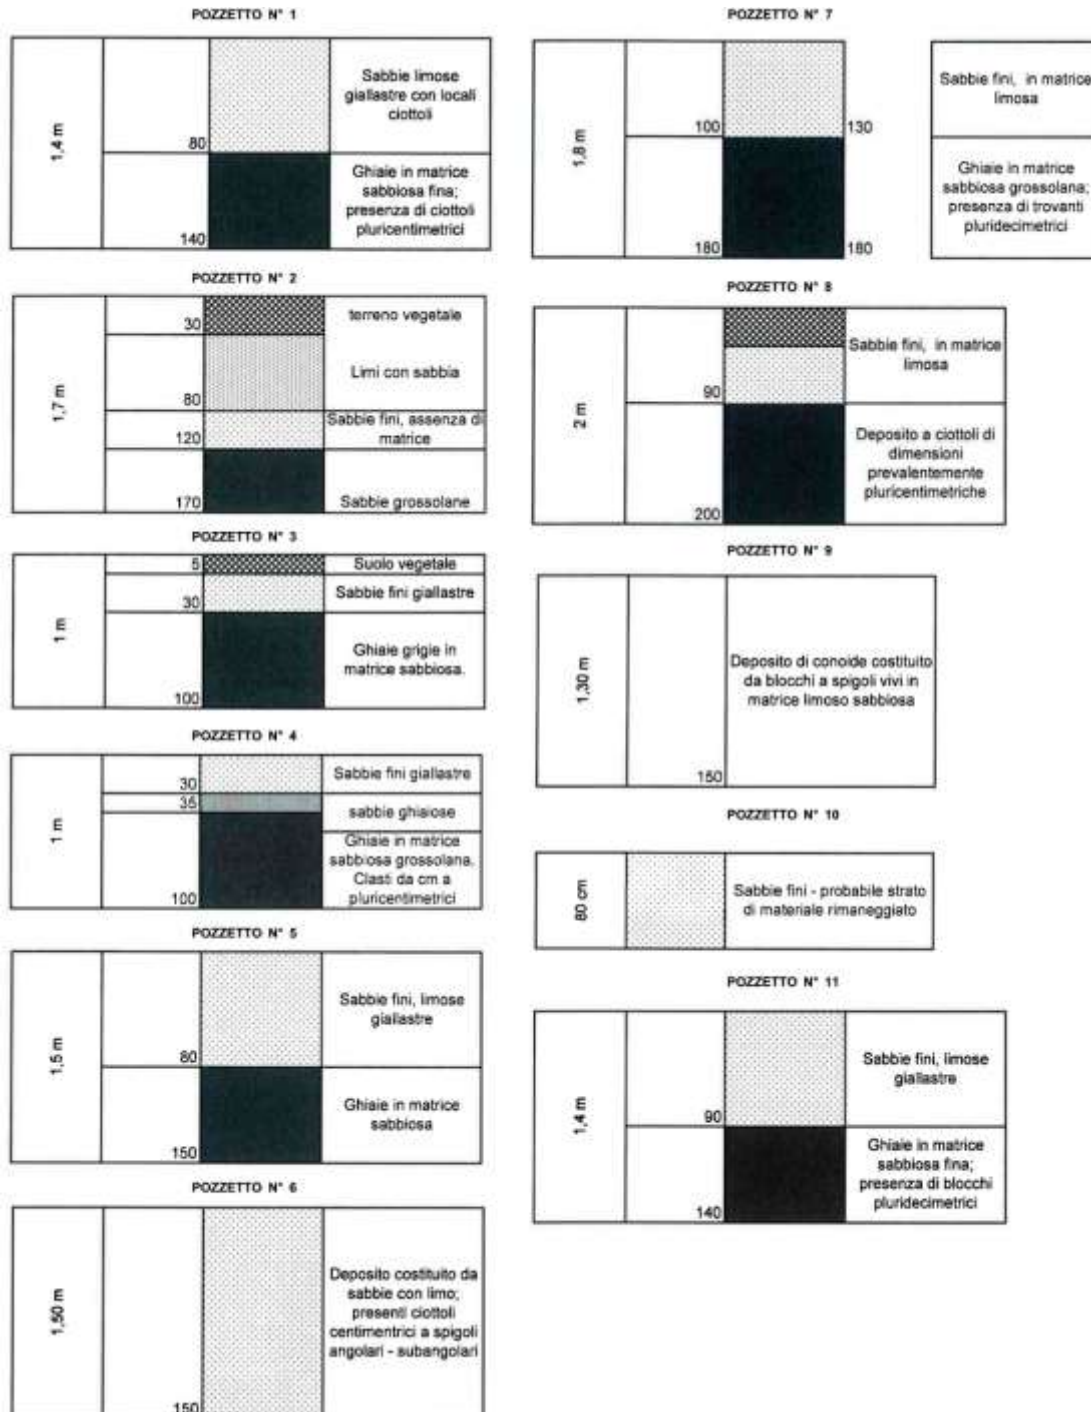 POZZETTO N° 1
1,4 m
80
Sabbie limose
giallastre con locali
ciottoli
140
Ghiaie in matrice
sabbiosa fina;
presenza di ciottoli
pluricentimetrici
POZZETTO N° 2
1,7 m
30
terreno vegetale
80
Limi con sabbia
120
Sabbie fini, assenza di
matrice
170
Sabbie grossolane
POZZETTO N° 3
1 m
5
Suolo vegetale
30
Sabbie fini giallastre
100
Ghiaie grigie in
matrice sabbiosa.
POZZETTO N° 4
1 m
30
Sabbie fini giallastre
35
sabbie ghiaiose
100
Ghiaie in matrice
sabbiosa grossolana.
Clasti da cm a
pluricentimetrici
POZZETTO N° 5
1,5 m
80
Sabbie fini, limose
giallastre
150
Ghiaie in matrice
sabbiosa
POZZETTO N° 6
1,50 m
150
Deposito costituito da
sabbie con limo;
presenti ciottoli
centimentrici a spigoli
angolari - subangolari
POZZETTO N° 7
1,8 m
100
130
Sabbie fini, in matrice
limosa
180
180
Ghiaie in matrice
sabbiosa grossolana;
presenza di trovanti
pluridecimetrici
POZZETTO N° 8
2 m
90
Sabbie fini, in matrice
limosa
200
Deposito a ciottoli di
dimensioni
prevalentemente
pluricentimetriche
POZZETTO N° 9
1,30 m
150
Deposito di conoide costituito
da blocchi a spigoli vivi in
matrice limoso sabbiosa
POZZETTO N° 10
80 cm
Sabbie fini - probabile strato
di materiale rimaneggiato
POZZETTO N° 11
1,4 m
90
Sabbie fini, limose
giallastre
140
Ghiaie in matrice
sabbiosa fina;
presenza di blocchi
pluridecimetrici